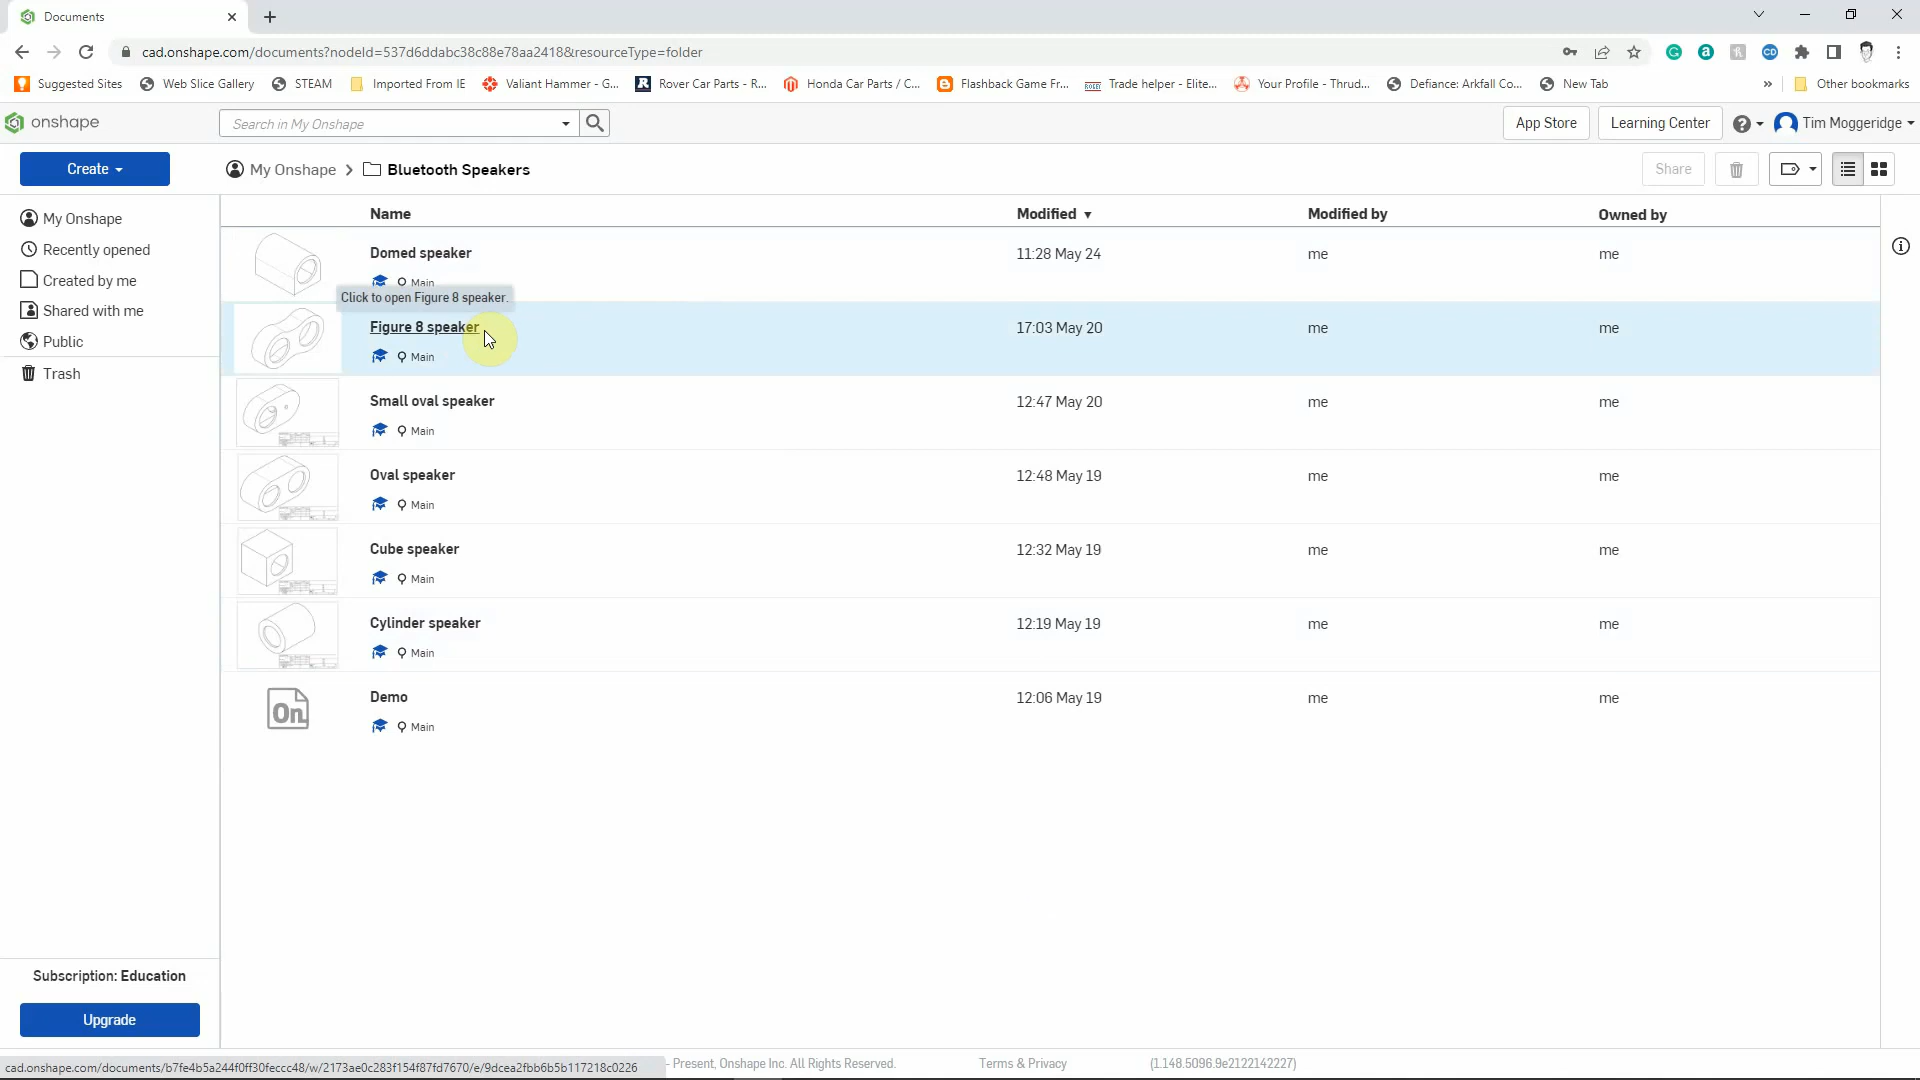 Documents
cad.onshape.com/documents?nodeId=537d6ddabc38c88e78aa2418&resourceType=folder
Suggested Sites Web Slice Gallery STEAM Imported From IE Valiant Hammer - G... Rover Car Parts - R... Honda Car Parts / C... Flashback Game Fr... Trade helper - Elite... Your Profile - Thrud... Defiance: Arkfall Co... New Tab » Other bookmarks
onshape Search in My Onshape App Store Learning Center Tim Moggeridge
Create My Onshape Bluetooth Speakers Share
My Onshape
Recently opened
Created by me
Shared with me
Public
Trash
Name Modified Modified by Owned by
Domed speaker 11:28 May 24 me me
Main
Click to open Figure 8 speaker.
Figure 8 speaker 17:03 May 20 me me
Main
Small oval speaker 12:47 May 20 me me
Main
Oval speaker 12:48 May 19 me me
Main
Cube speaker 12:32 May 19 me me
Main
Cylinder speaker 12:19 May 19 me me
Main
On Demo 12:06 May 19 me me
Main
Subscription: Education
Upgrade
cad.onshape.com/documents/b7fe4b5a244f0ff30feccc48/w/2173ae0c283f154f87fd7670/e/9dcea2fbb6b5b117218c0226 - Present, Onshape Inc. All Rights Reserved. Terms & Privacy (1.148.5096.9e2122142227)